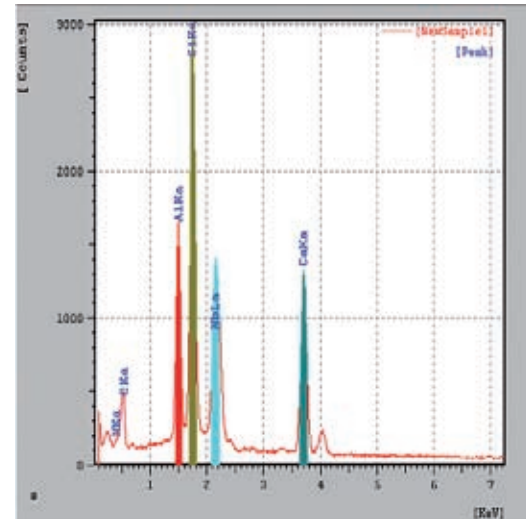 3000
[NewSample1]
[Peak]
[ Counts]
SiKa
2000
AlKa
CaKa
NbLa
1000
OKa
NKa
0
1 2 3 4 5 6 7
[KeV]